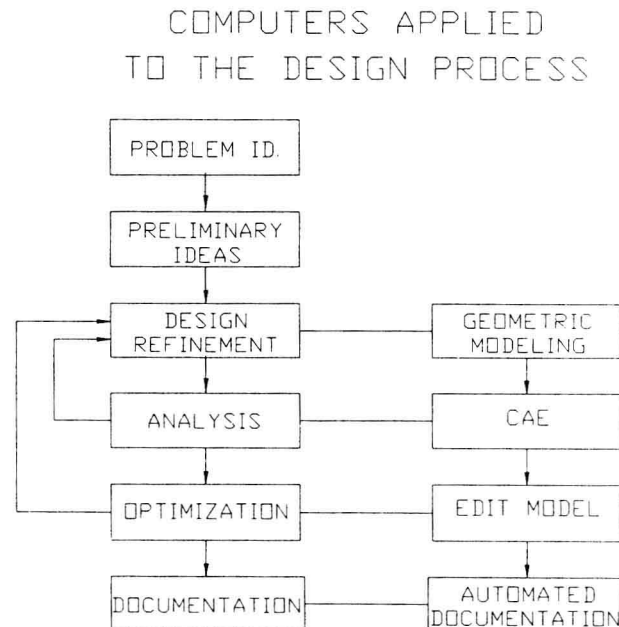 COMPUTERS APPLIED
TO THE DESIGN PROCESS
PROBLEM ID.
PRELIMINARY
IDEAS
DESIGN
REFINEMENT
GEOMETRIC
MODELING
ANALYSIS
CAE
OPTIMIZATION
EDIT MODEL
DOCUMENTATION
AUTOMATED
DOCUMENTATION